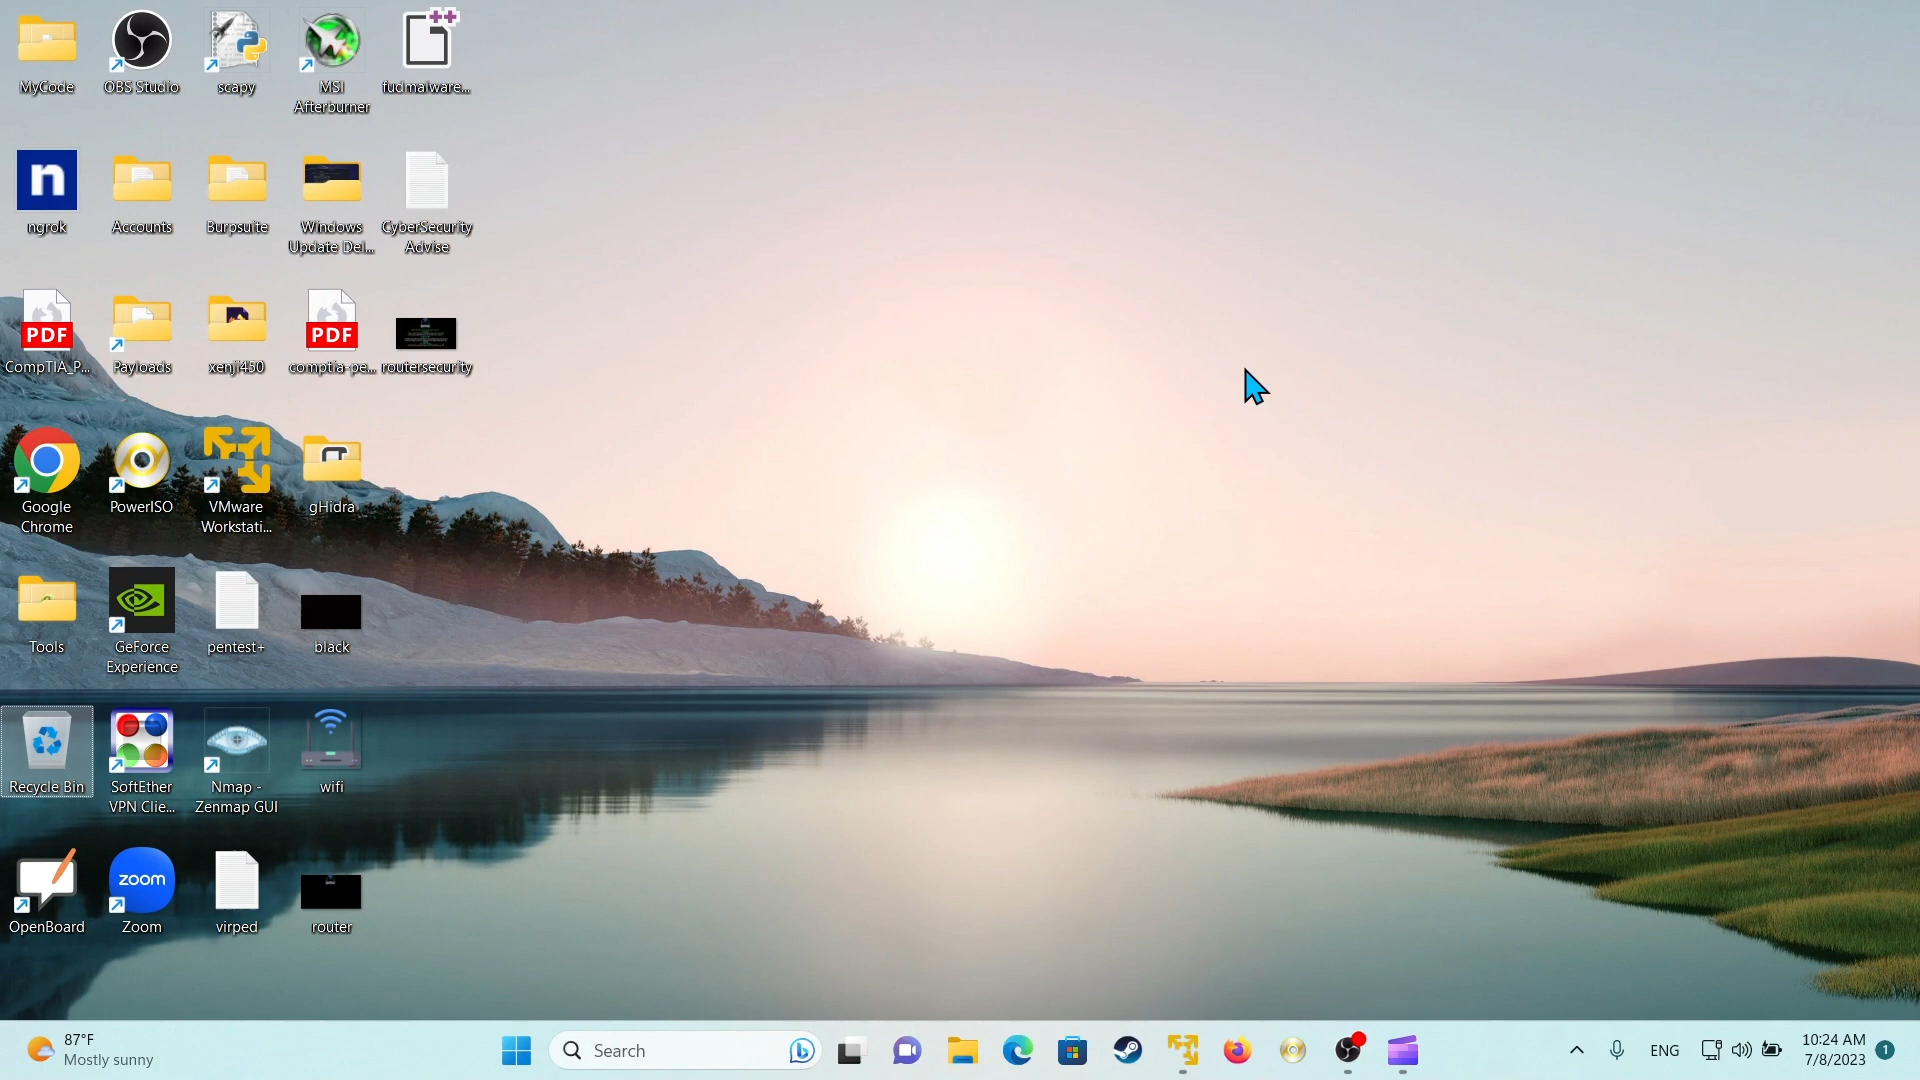 MyCode
OBS Studio
scapy
MSI
Afterburner
fudmalware...
n
ngrok
Accounts
Burpsuite
Windows
Update Del...
CyberSecurity
Advise
PDF
CompTIA_P...
Payloads
xenji450
PDF
comptia-pe...
routersecurity
Google
Chrome
PowerISO
VMware
Workstati...
gHidra
Tools
GeForce
Experience
pentest+
black
Recycle Bin
SoftEther
VPN Clie...
Nmap -
Zenmap GUI
wifi
OpenBoard
zoom
Zoom
virped
router
87°F
Mostly sunny
Search
ENG
10:24 AM
7/8/2023
1